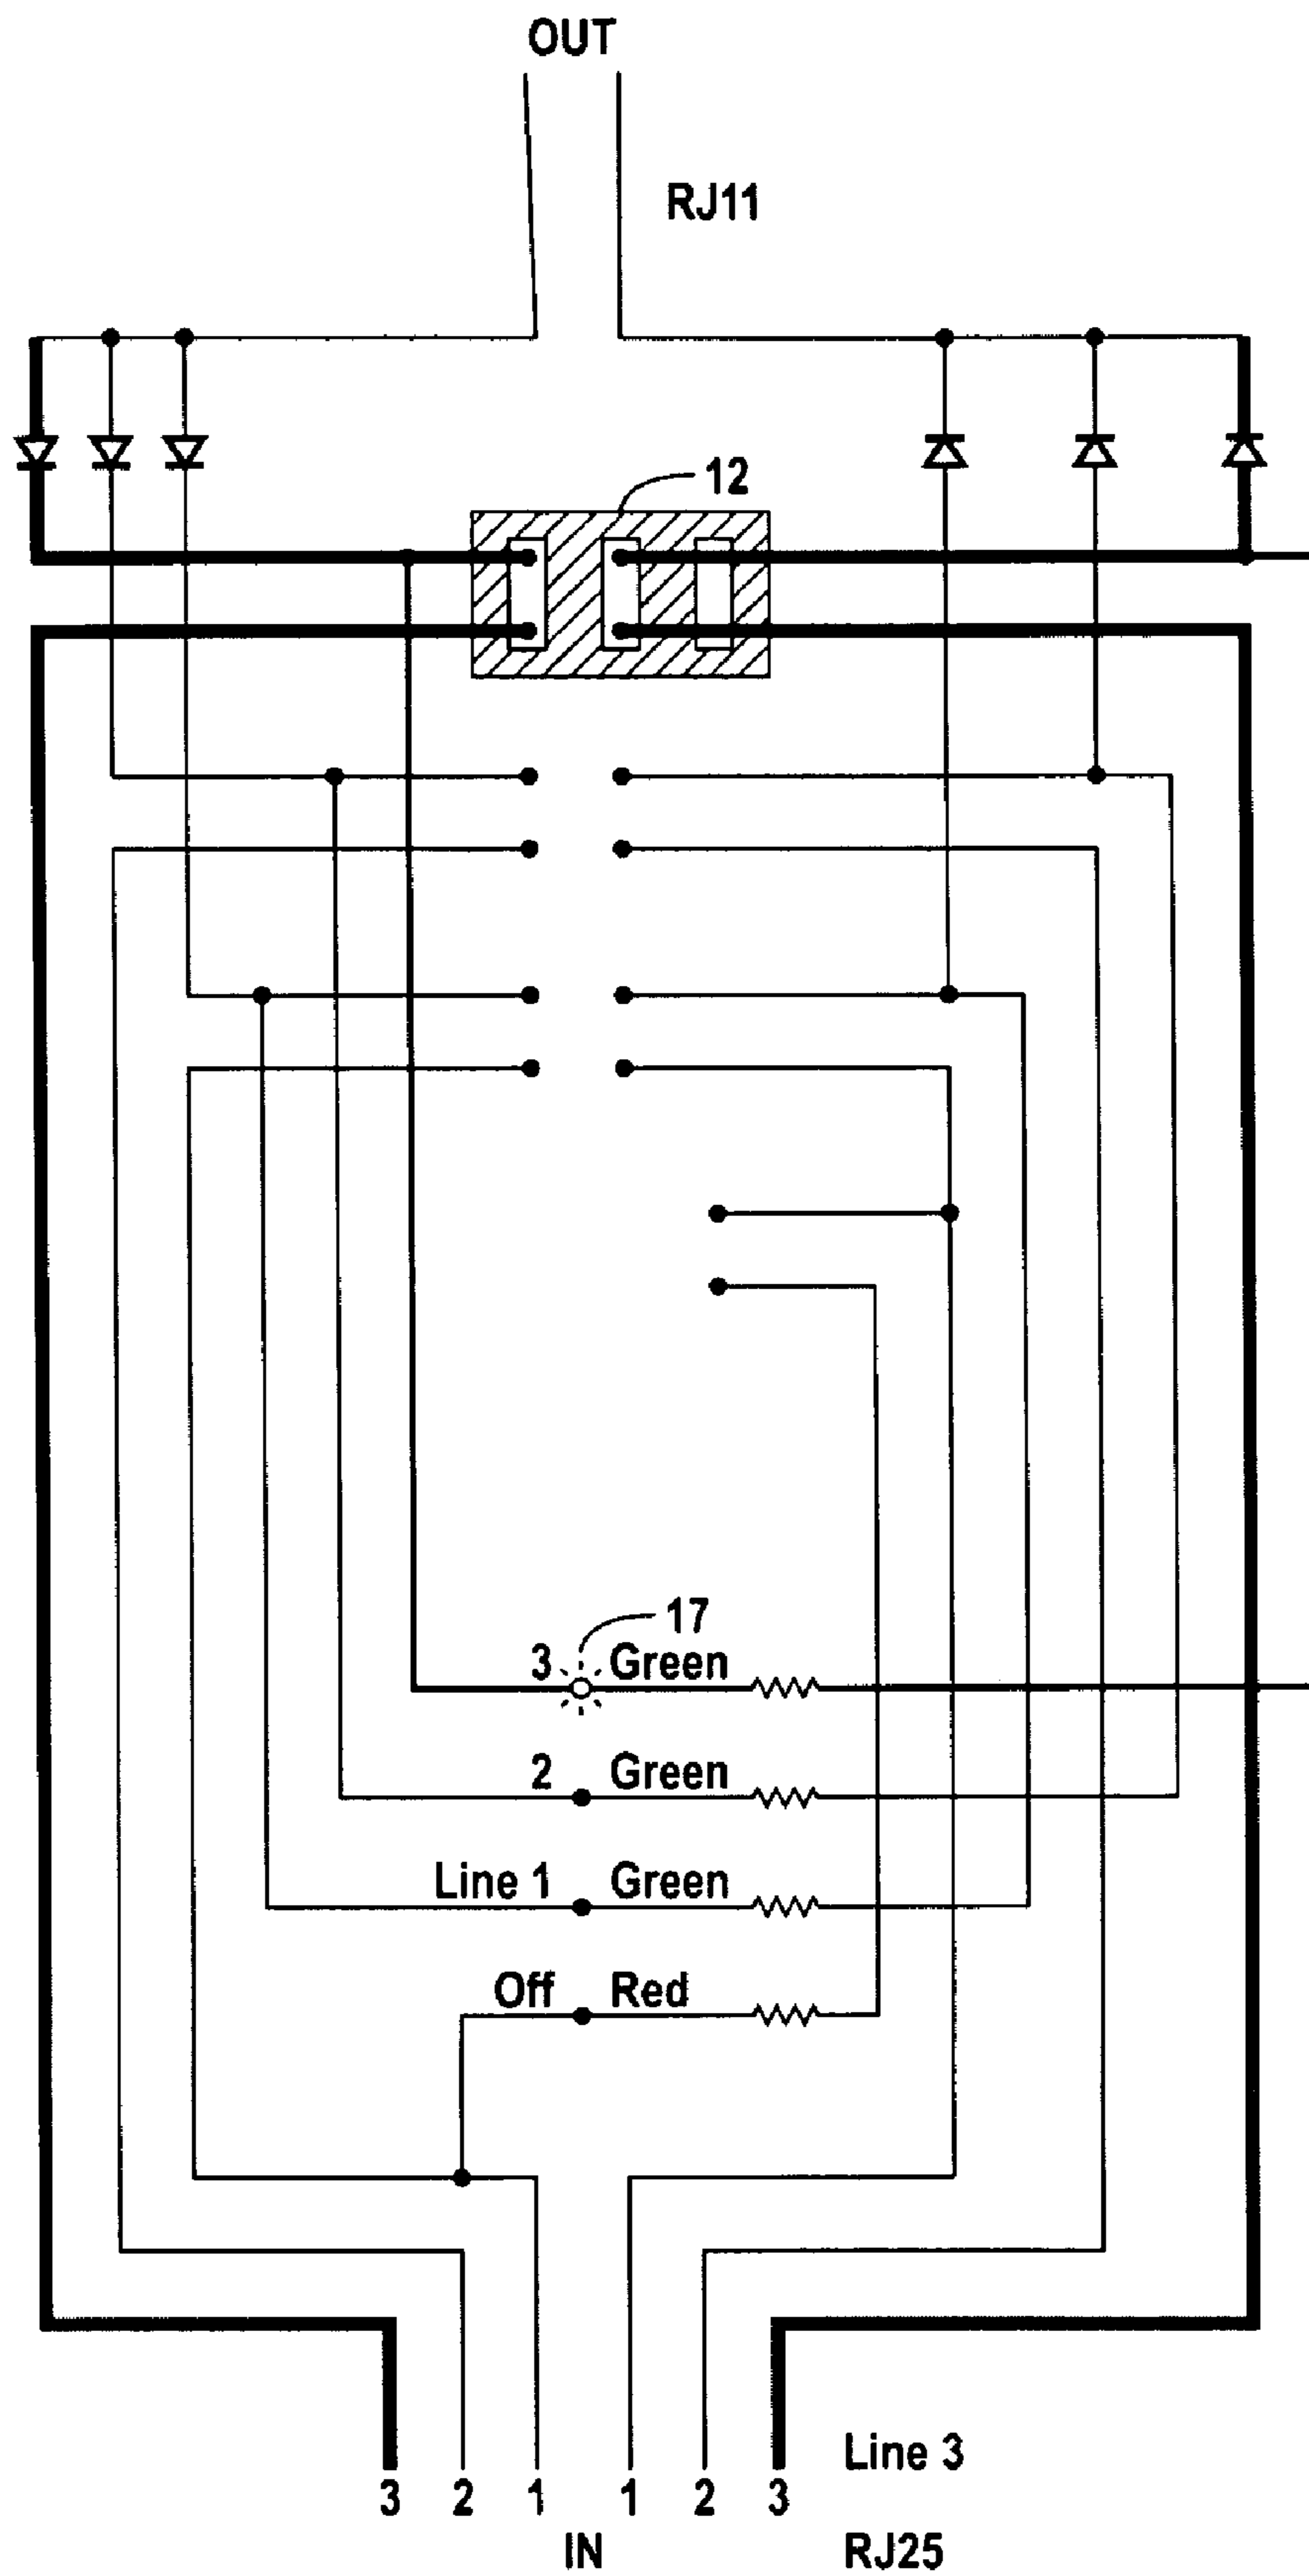 OUT
RJ11
12
17
3 Green
2 Green
Line 1 Green
Off Red
Line 3
3 2 1 1 2 3
IN RJ25